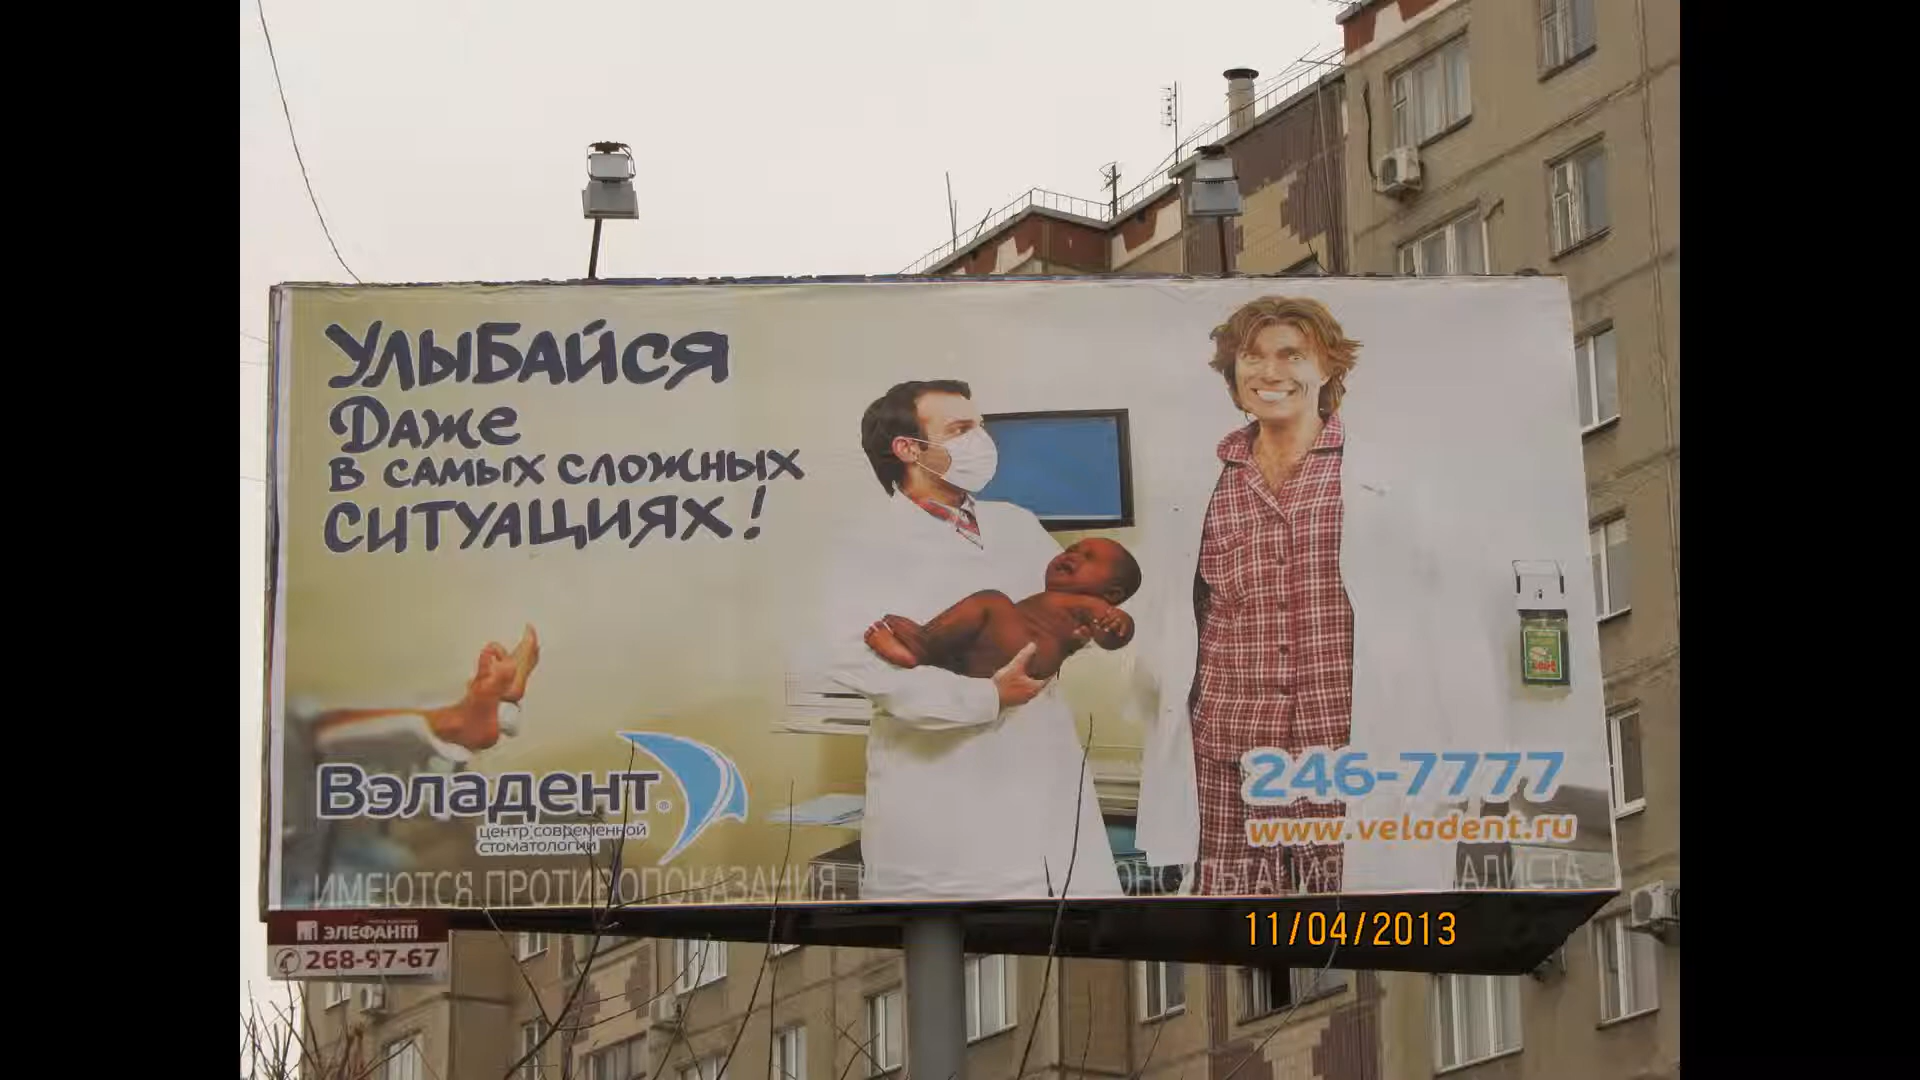 Улыбайся
Даже
в самых сложных
ситуациях!
Вэладент®
центр современной
стоматологии
246-7777
www.veladent.ru
ИМЕЮТСЯ ПРОТИВОПОКАЗАНИЯ.
ЭЛЕФАНТ
268-97-67
11/04/2013